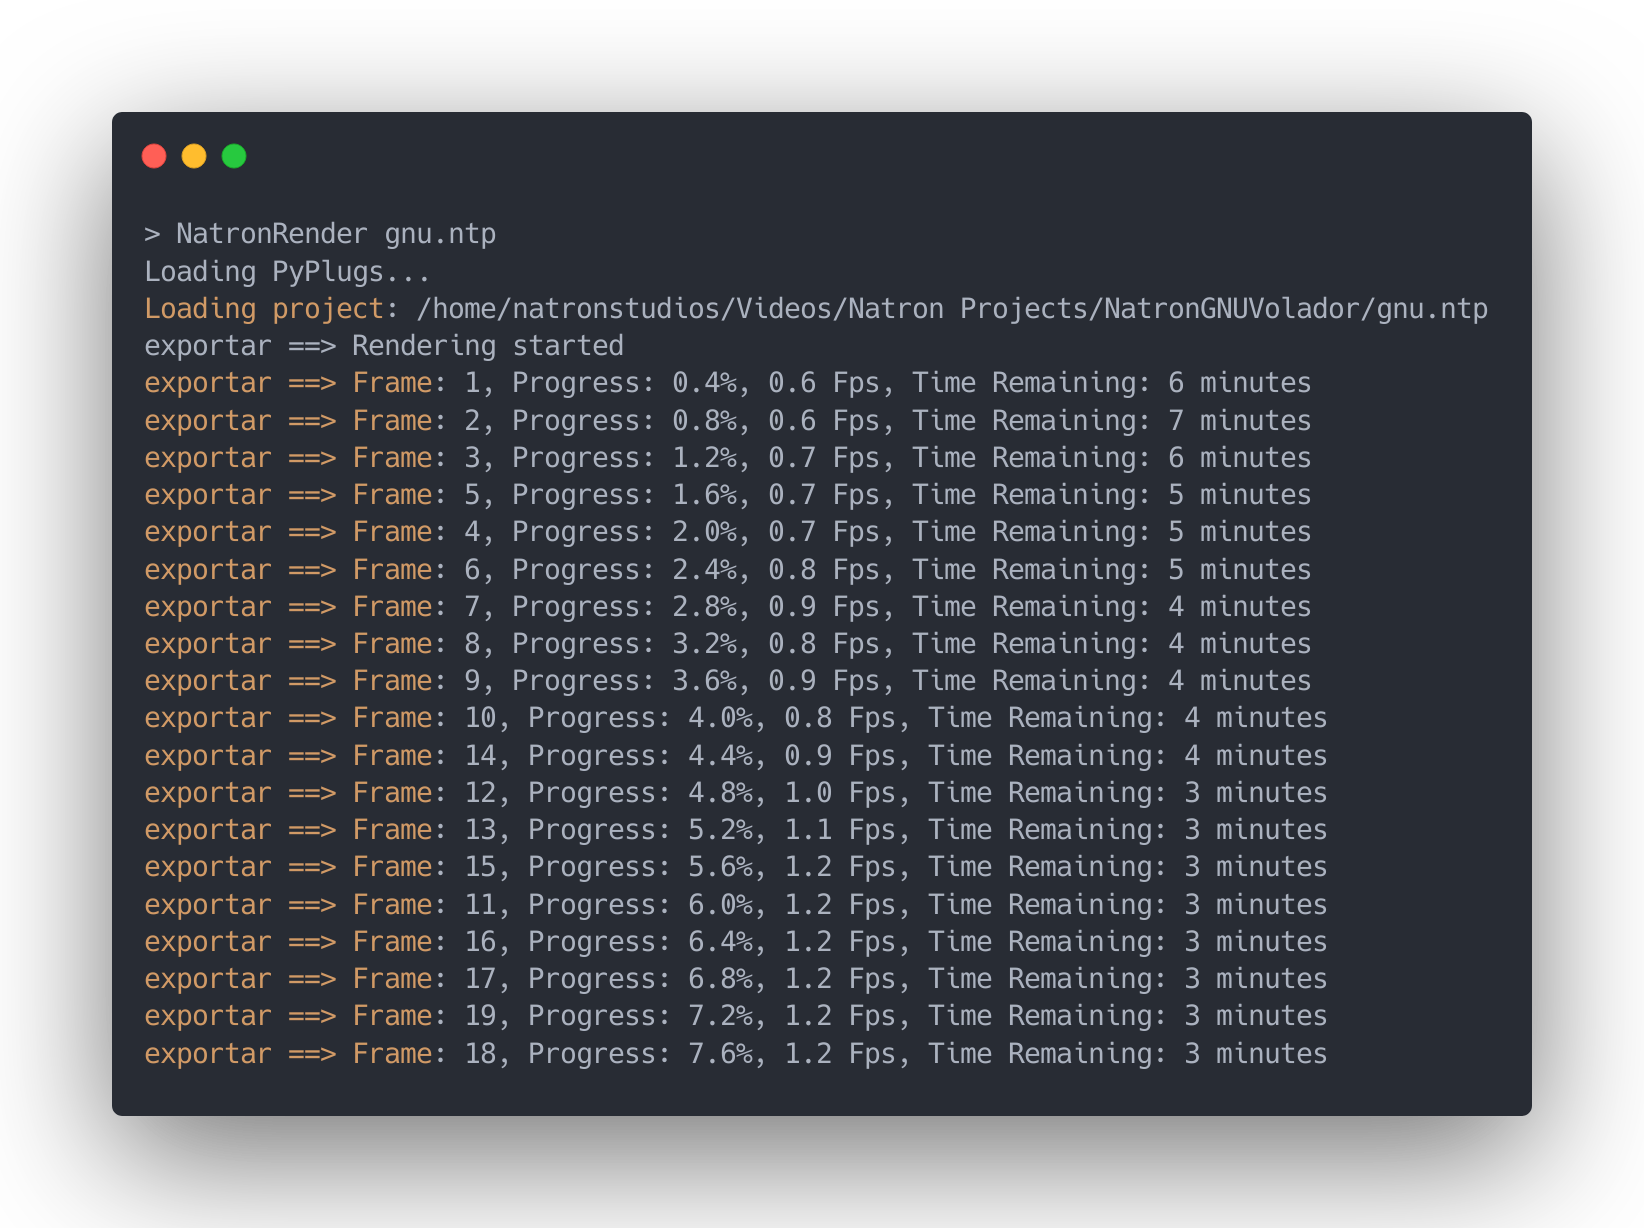 > NatronRender gnu.ntp
Loading PyPlugs...
Loading project: /home/natronstudios/Videos/Natron Projects/NatronGNUVolador/gnu.ntp
exportar ==> Rendering started
exportar ==> Frame: 1, Progress: 0.4%, 0.6 Fps, Time Remaining: 6 minutes
exportar ==> Frame: 2, Progress: 0.8%, 0.6 Fps, Time Remaining: 7 minutes
exportar ==> Frame: 3, Progress: 1.2%, 0.7 Fps, Time Remaining: 6 minutes
exportar ==> Frame: 5, Progress: 1.6%, 0.7 Fps, Time Remaining: 5 minutes
exportar ==> Frame: 4, Progress: 2.0%, 0.7 Fps, Time Remaining: 5 minutes
exportar ==> Frame: 6, Progress: 2.4%, 0.8 Fps, Time Remaining: 5 minutes
exportar ==> Frame: 7, Progress: 2.8%, 0.9 Fps, Time Remaining: 4 minutes
exportar ==> Frame: 8, Progress: 3.2%, 0.8 Fps, Time Remaining: 4 minutes
exportar ==> Frame: 9, Progress: 3.6%, 0.9 Fps, Time Remaining: 4 minutes
exportar ==> Frame: 10, Progress: 4.0%, 0.8 Fps, Time Remaining: 4 minutes
exportar ==> Frame: 14, Progress: 4.4%, 0.9 Fps, Time Remaining: 4 minutes
exportar ==> Frame: 12, Progress: 4.8%, 1.0 Fps, Time Remaining: 3 minutes
exportar ==> Frame: 13, Progress: 5.2%, 1.1 Fps, Time Remaining: 3 minutes
exportar ==> Frame: 15, Progress: 5.6%, 1.2 Fps, Time Remaining: 3 minutes
exportar ==> Frame: 11, Progress: 6.0%, 1.2 Fps, Time Remaining: 3 minutes
exportar ==> Frame: 16, Progress: 6.4%, 1.2 Fps, Time Remaining: 3 minutes
exportar ==> Frame: 17, Progress: 6.8%, 1.2 Fps, Time Remaining: 3 minutes
exportar ==> Frame: 19, Progress: 7.2%, 1.2 Fps, Time Remaining: 3 minutes
exportar ==> Frame: 18, Progress: 7.6%, 1.2 Fps, Time Remaining: 3 minutes